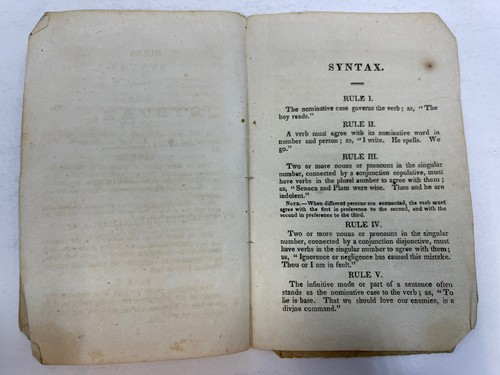 SYNTAX.
RULE I.
The nominative case governs the verb; as, "The
boy reads."
RULE II.
A verb must agree with its nominative word in
number and person; as, "I write. He spells. We
go."
RULE III.
Two or more nouns or pronouns in the singular
number, connected by a conjunction copulative, must
have verbs in the plural number to agree with them;
as, "Seneca and Plato were wise. Thou and he are
indolent."
NOTE.—When different persons are connected, the verb must
agree with the first in preference to the second, and with the
second in preference to the third.
RULE IV.
Two or more nouns or pronouns in the singular
number, connected by a conjunction disjunctive, must
have verbs in the singular number to agree with them;
as, "Ignorance or negligence has caused this mistake.
Thou or I am in fault."
RULE V.
The infinitive mode or part of a sentence often
stands as the nominative case to the verb; as, "To
lie is base. That we should love our enemies, is a
divine command."